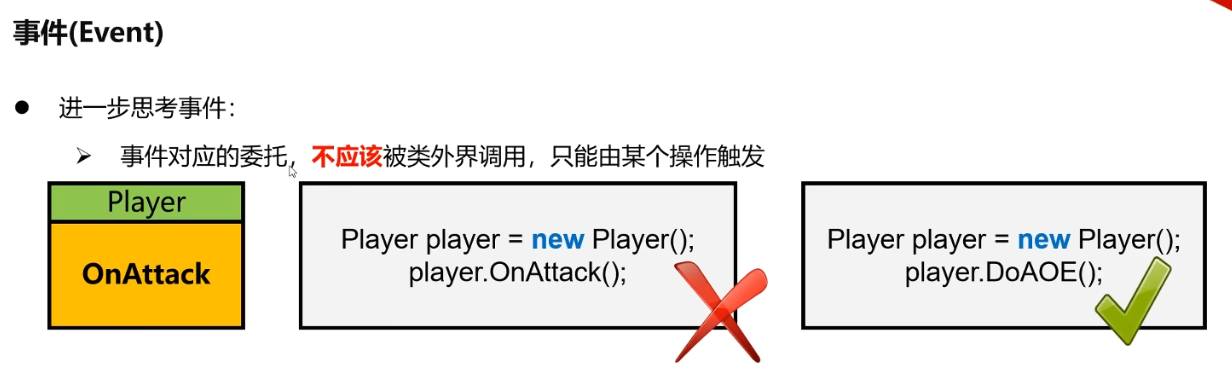 事件(Event)
● 进一步思考事件：
➢ 事件对应的委托，不应该被类外界调用，只能由某个操作触发
Player
OnAttack
Player player = new Player();
player.OnAttack();
Player player = new Player();
player.DoAOE();